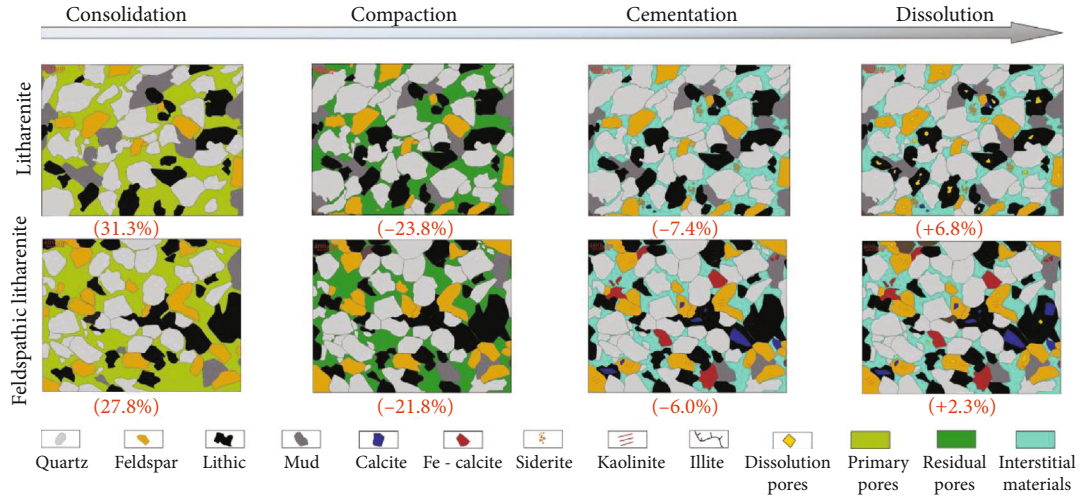 Consolidation Compaction Cementation Dissolution
Litharenite
(31.3%) (−23.8%) (−7.4%) (+6.8%)
Feldspathic litharenite
(27.8%) (−21.8%) (−6.0%) (+2.3%)
Quartz Feldspar Lithic Mud Calcite Fe - calcite Siderite Kaolinite Illite Dissolution Primary Residual Interstitial
pores pores pores materials